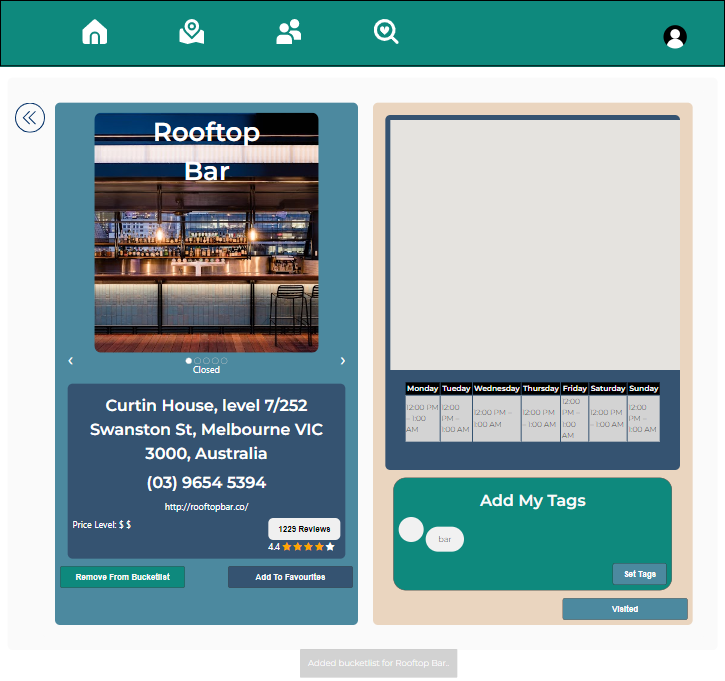 Rooftop
Bar
Closed
Curtin House, level 7/252
Swanston St, Melbourne VIC
3000, Australia
(03) 9654 5394
http://rooftopbar.co/
Price Level: $ $
1229 Reviews
4.4
Remove From Bucketlist
Add To Favourites
Monday Tueday Wednesday Thursday Friday Saturday Sunday
12:00 PM – 1:00 AM
12:00 PM – 1:00 AM
12:00 PM – 1:00 AM
12:00 PM – 1:00 AM
12:00 PM – 1:00 AM
12:00 PM – 1:00 AM
12:00 PM – 1:00 AM
Add My Tags
bar
Set Tags
Visited
Added bucketlist for Rooftop Bar.